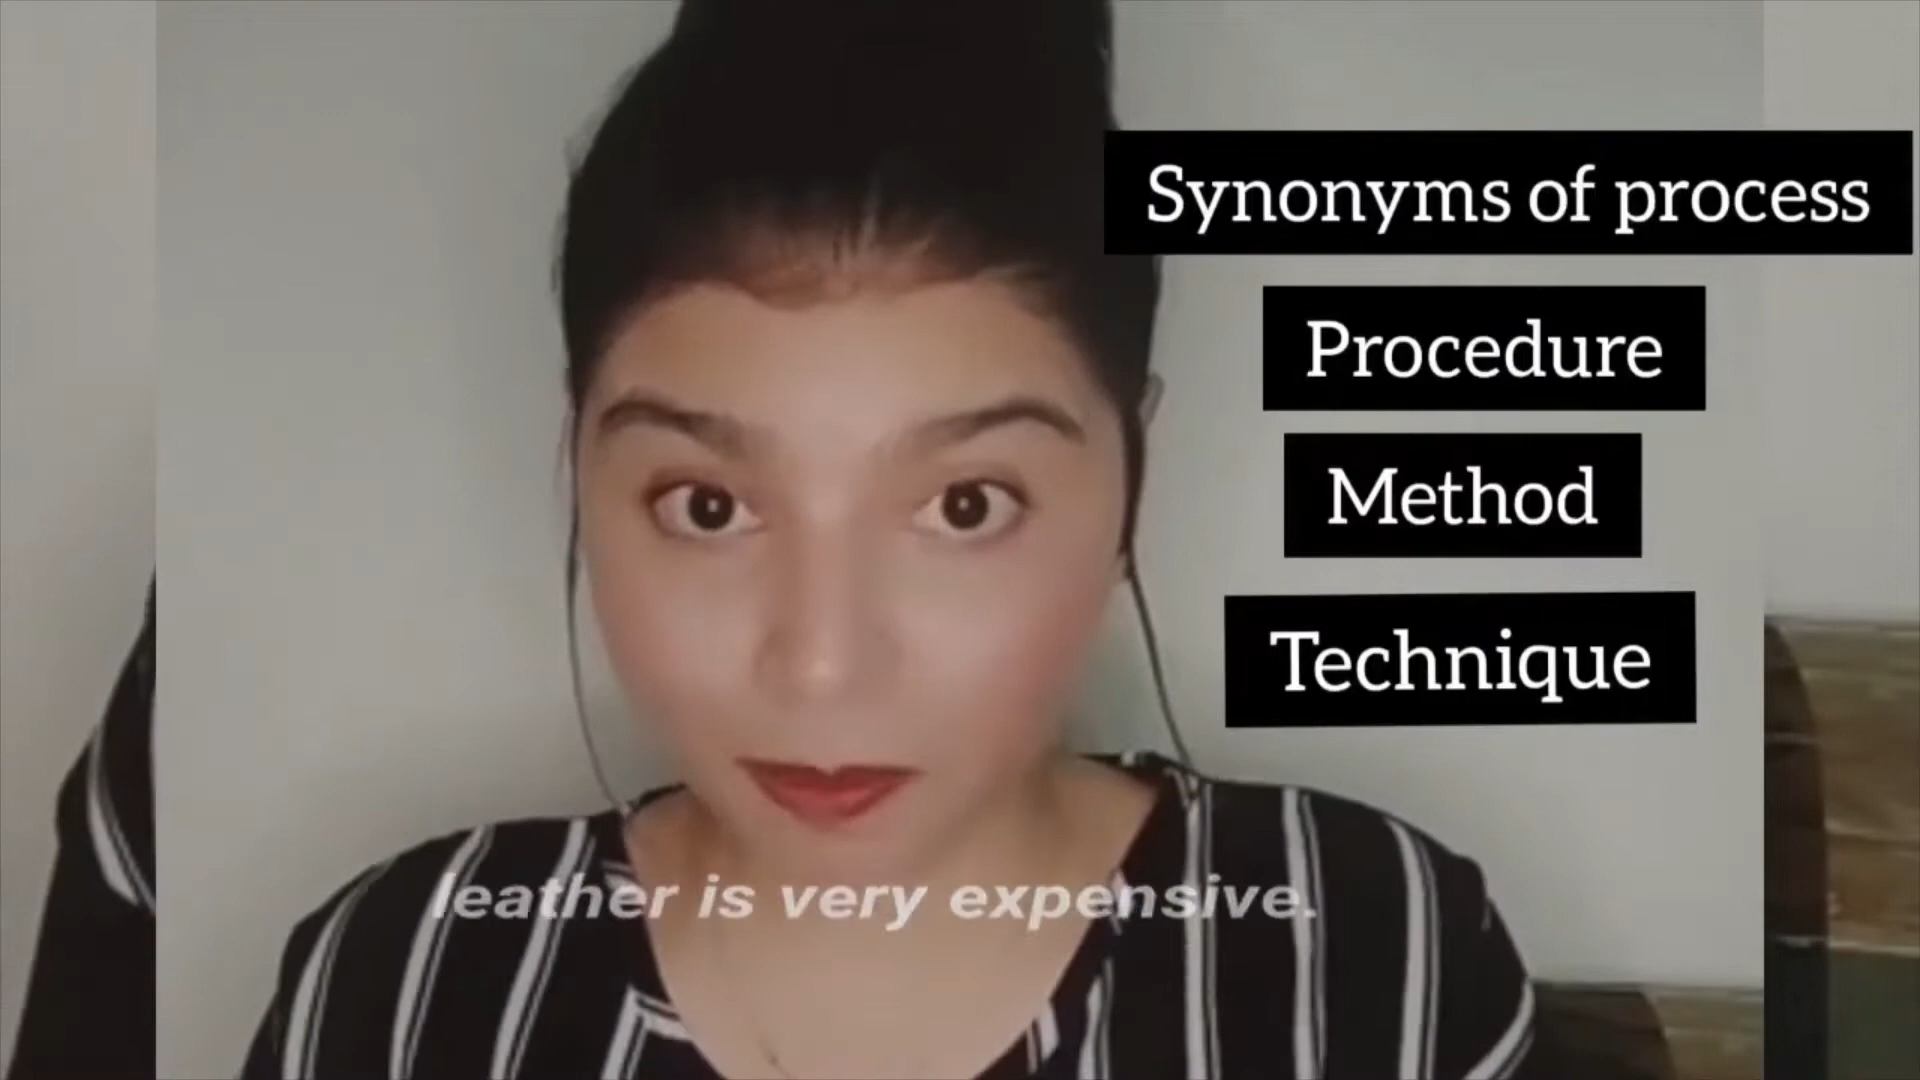 Synonyms of process
Procedure
Method
Technique
leather is very expensive.